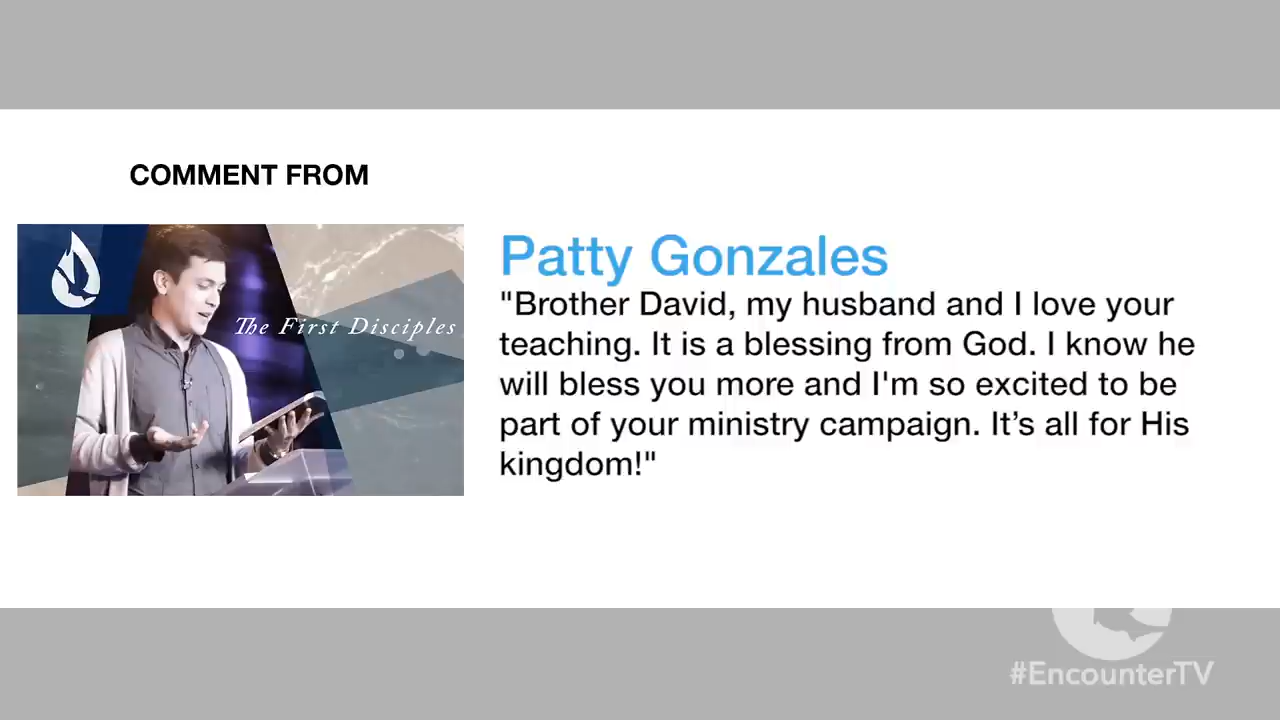 COMMENT FROM
The First Disciples
Patty Gonzales
"Brother David, my husband and I love your
teaching. It is a blessing from God. I know he
will bless you more and I'm so excited to be
part of your ministry campaign. It’s all for His
kingdom!"
#EncounterTV